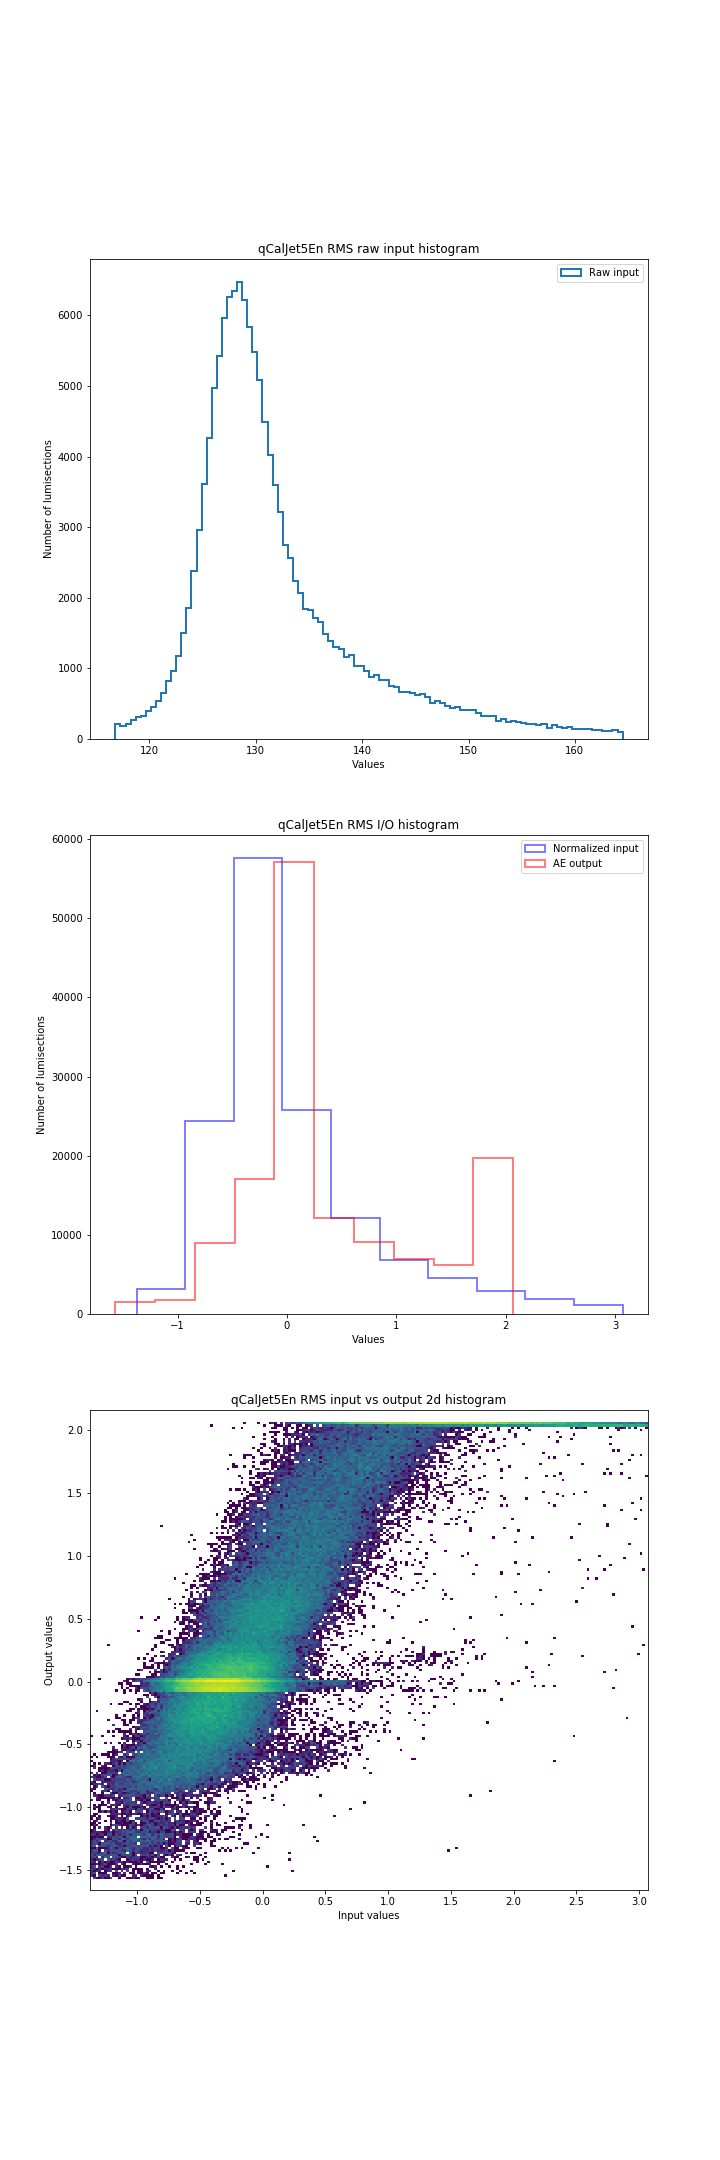 qCalJet5En RMS raw input histogram
Raw input
6000
5000
4000
3000
2000
1000
0
Number of lumisections
120 130 140 150 160
Values
qCalJet5En RMS I/O histogram
Normalized input
AE output
60000
50000
40000
30000
20000
10000
0
Number of lumisections
−1 0 1 2 3
Values
qCalJet5En RMS input vs output 2d histogram
2.0
1.5
1.0
0.5
0.0
−0.5
−1.0
−1.5
Output values
−1.0 −0.5 0.0 0.5 1.0 1.5 2.0 2.5 3.0
Input values